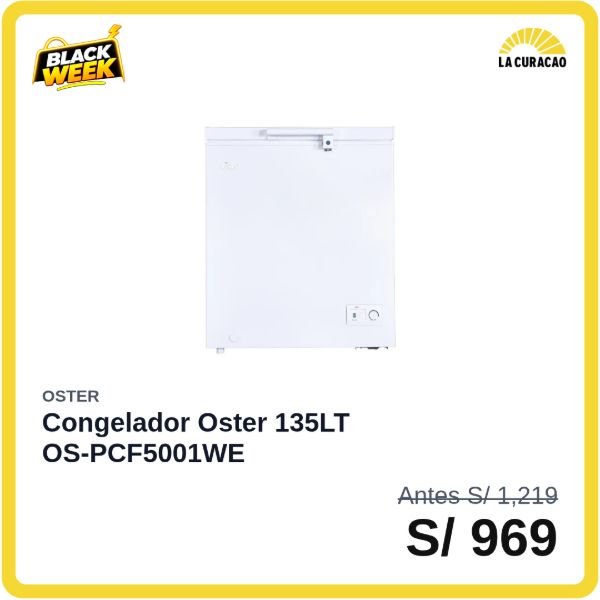 BLACK
WEEK
LA CURACAO
OSTER
Congelador Oster 135LT
OS-PCF5001WE
Antes S/ 1,219
S/ 969